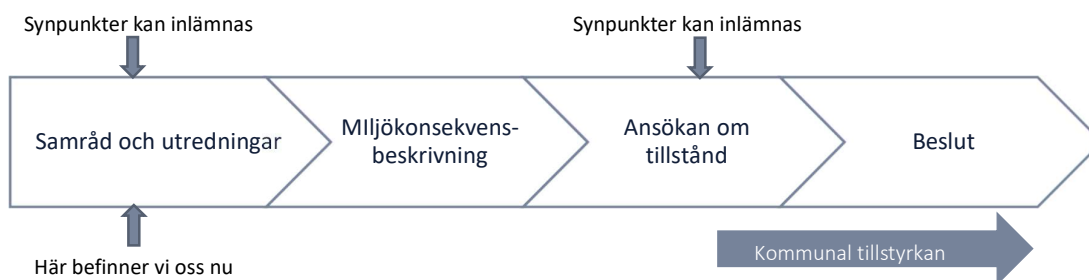 Synpunkter kan inlämnas
Synpunkter kan inlämnas
Samråd och utredningar
MIljökonsekvens-
beskrivning
Ansökan om
tillstånd
Beslut
Här befinner vi oss nu
Kommunal tillstyrkan